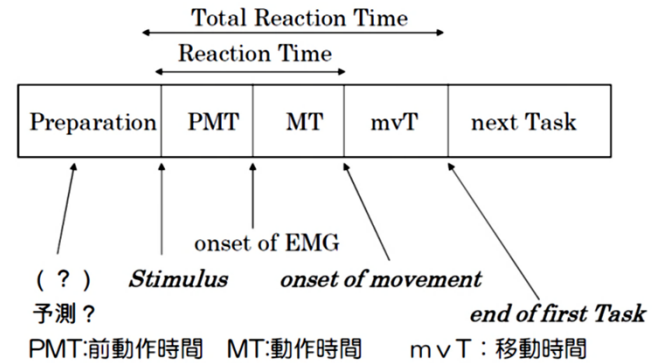 Total Reaction Time
Reaction Time
Preparation PMT MT mvT next Task
onset of EMG
(?) Stimulus onset of movement
予測?
end of first Task
PMT:前動作時間 MT:動作時間 mvT:移動時間